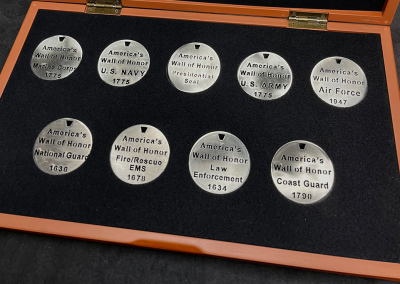 America's
Wall of Honor
Marine Corps
1775
America's
Wall of Honor
U.S. NAVY
1775
America's
Wall of Honor
Presidential
Seal
America's
Wall of Honor
U.S. ARMY
1775
America's
Wall of Honor
Air Force
1947
America's
Wall of Honor
National Guard
1636
America's
Wall of Honor
Fire/Rescue
EMS
1678
America's
Wall of Honor
Law
Enforcement
1634
America's
Wall of Honor
Coast Guard
1790